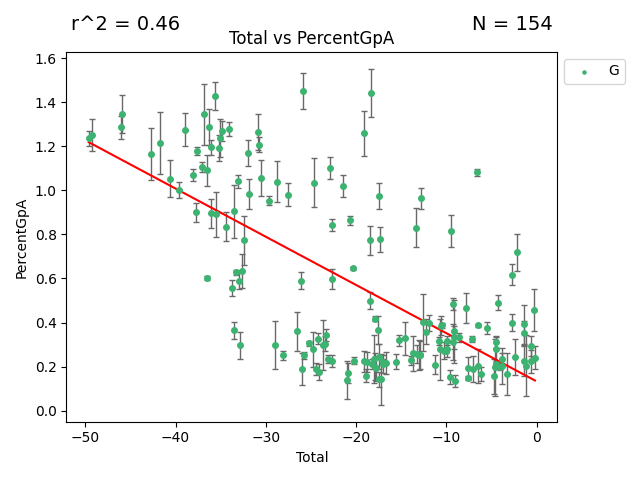 r^2 = 0.46
N = 154
Total vs PercentGpA
G
PercentGpA
1.6
1.4
1.2
1.0
0.8
0.6
0.4
0.2
0.0
−50
−40
−30
−20
−10
0
Total